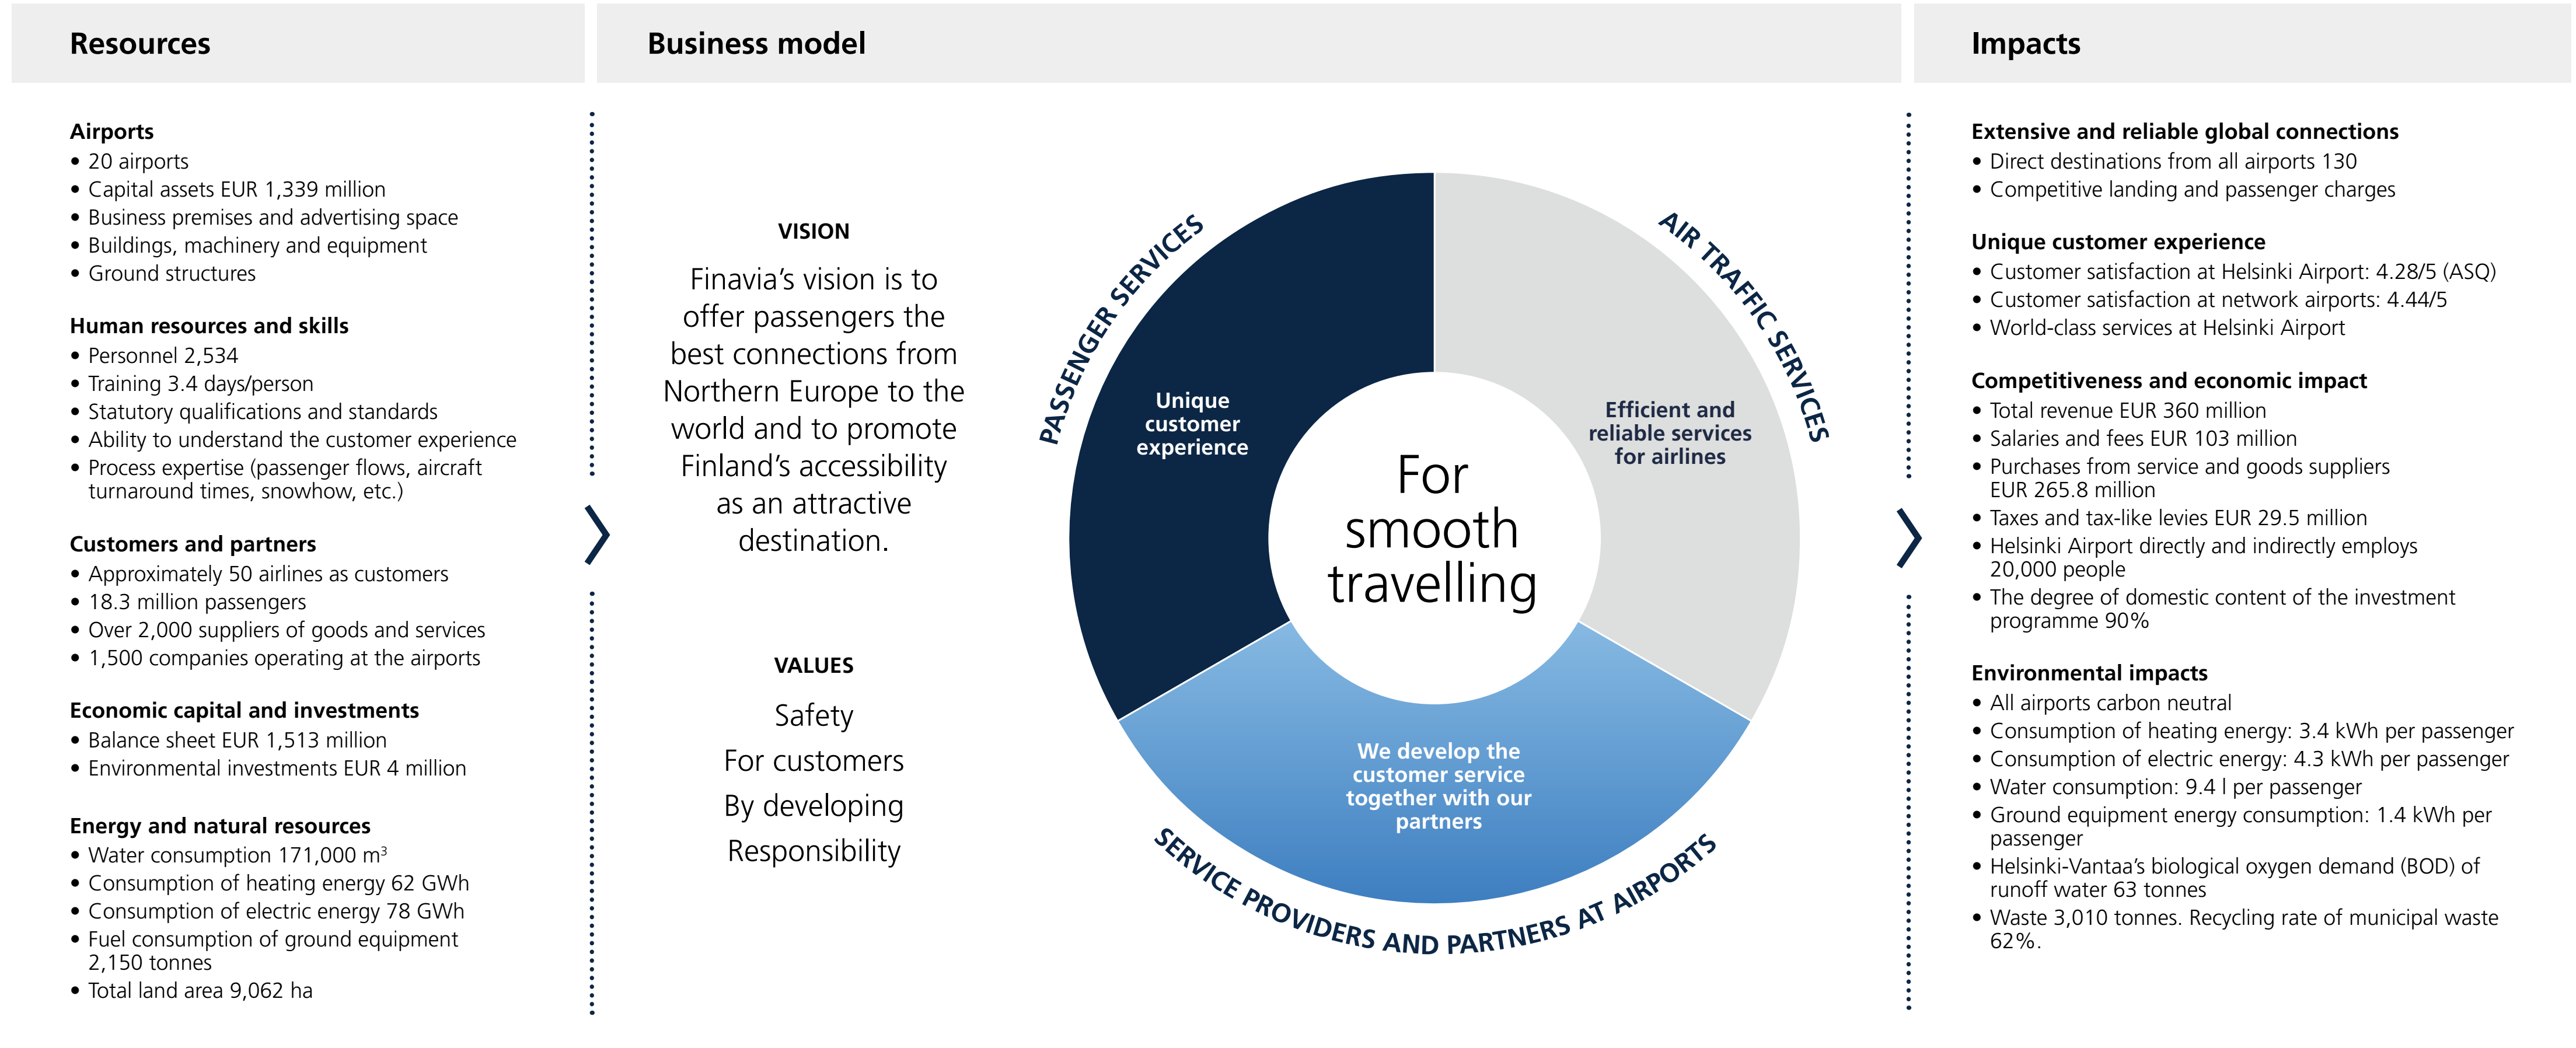 Resources
Airports
• 20 airports
• Capital assets EUR 1,339 million
• Business premises and advertising space
• Buildings, machinery and equipment
• Ground structures
Human resources and skills
• Personnel 2,534
• Training 3.4 days/person
• Statutory qualifications and standards
• Ability to understand the customer experience
• Process expertise (passenger flows, aircraft
turnaround times, snowhow, etc.)
Customers and partners
• Approximately 50 airlines as customers
• 18.3 million passengers
• Over 2,000 suppliers of goods and services
• 1,500 companies operating at the airports
Economic capital and investments
• Balance sheet EUR 1,513 million
• Environmental investments EUR 4 million
Energy and natural resources
• Water consumption 171,000 m³
• Consumption of heating energy 62 GWh
• Consumption of electric energy 78 GWh
• Fuel consumption of ground equipment
2,150 tonnes
• Total land area 9,062 ha
Business model
VISION
Finavia’s vision is to
offer passengers the
best connections from
Northern Europe to the
world and to promote
Finland’s accessibility
as an attractive
destination.
VALUES
Safety
For customers
By developing
Responsibility
PASSENGER SERVICES
Unique
customer
experience
AIR TRAFFIC SERVICES
Efficient and
reliable services
for airlines
For
smooth
travelling
We develop the
customer service
together with our
partners
SERVICE PROVIDERS AND PARTNERS AT AIRPORTS
Impacts
Extensive and reliable global connections
• Direct destinations from all airports 130
• Competitive landing and passenger charges
Unique customer experience
• Customer satisfaction at Helsinki Airport: 4.28/5 (ASQ)
• Customer satisfaction at network airports: 4.44/5
• World-class services at Helsinki Airport
Competitiveness and economic impact
• Total revenue EUR 360 million
• Salaries and fees EUR 103 million
• Purchases from service and goods suppliers
EUR 265.8 million
• Taxes and tax-like levies EUR 29.5 million
• Helsinki Airport directly and indirectly employs
20,000 people
• The degree of domestic content of the investment
programme 90%
Environmental impacts
• All airports carbon neutral
• Consumption of heating energy: 3.4 kWh per passenger
• Consumption of electric energy: 4.3 kWh per passenger
• Water consumption: 9.4 l per passenger
• Ground equipment energy consumption: 1.4 kWh per
passenger
• Helsinki-Vantaa’s biological oxygen demand (BOD) of
runoff water 63 tonnes
• Waste 3,010 tonnes. Recycling rate of municipal waste
62%.